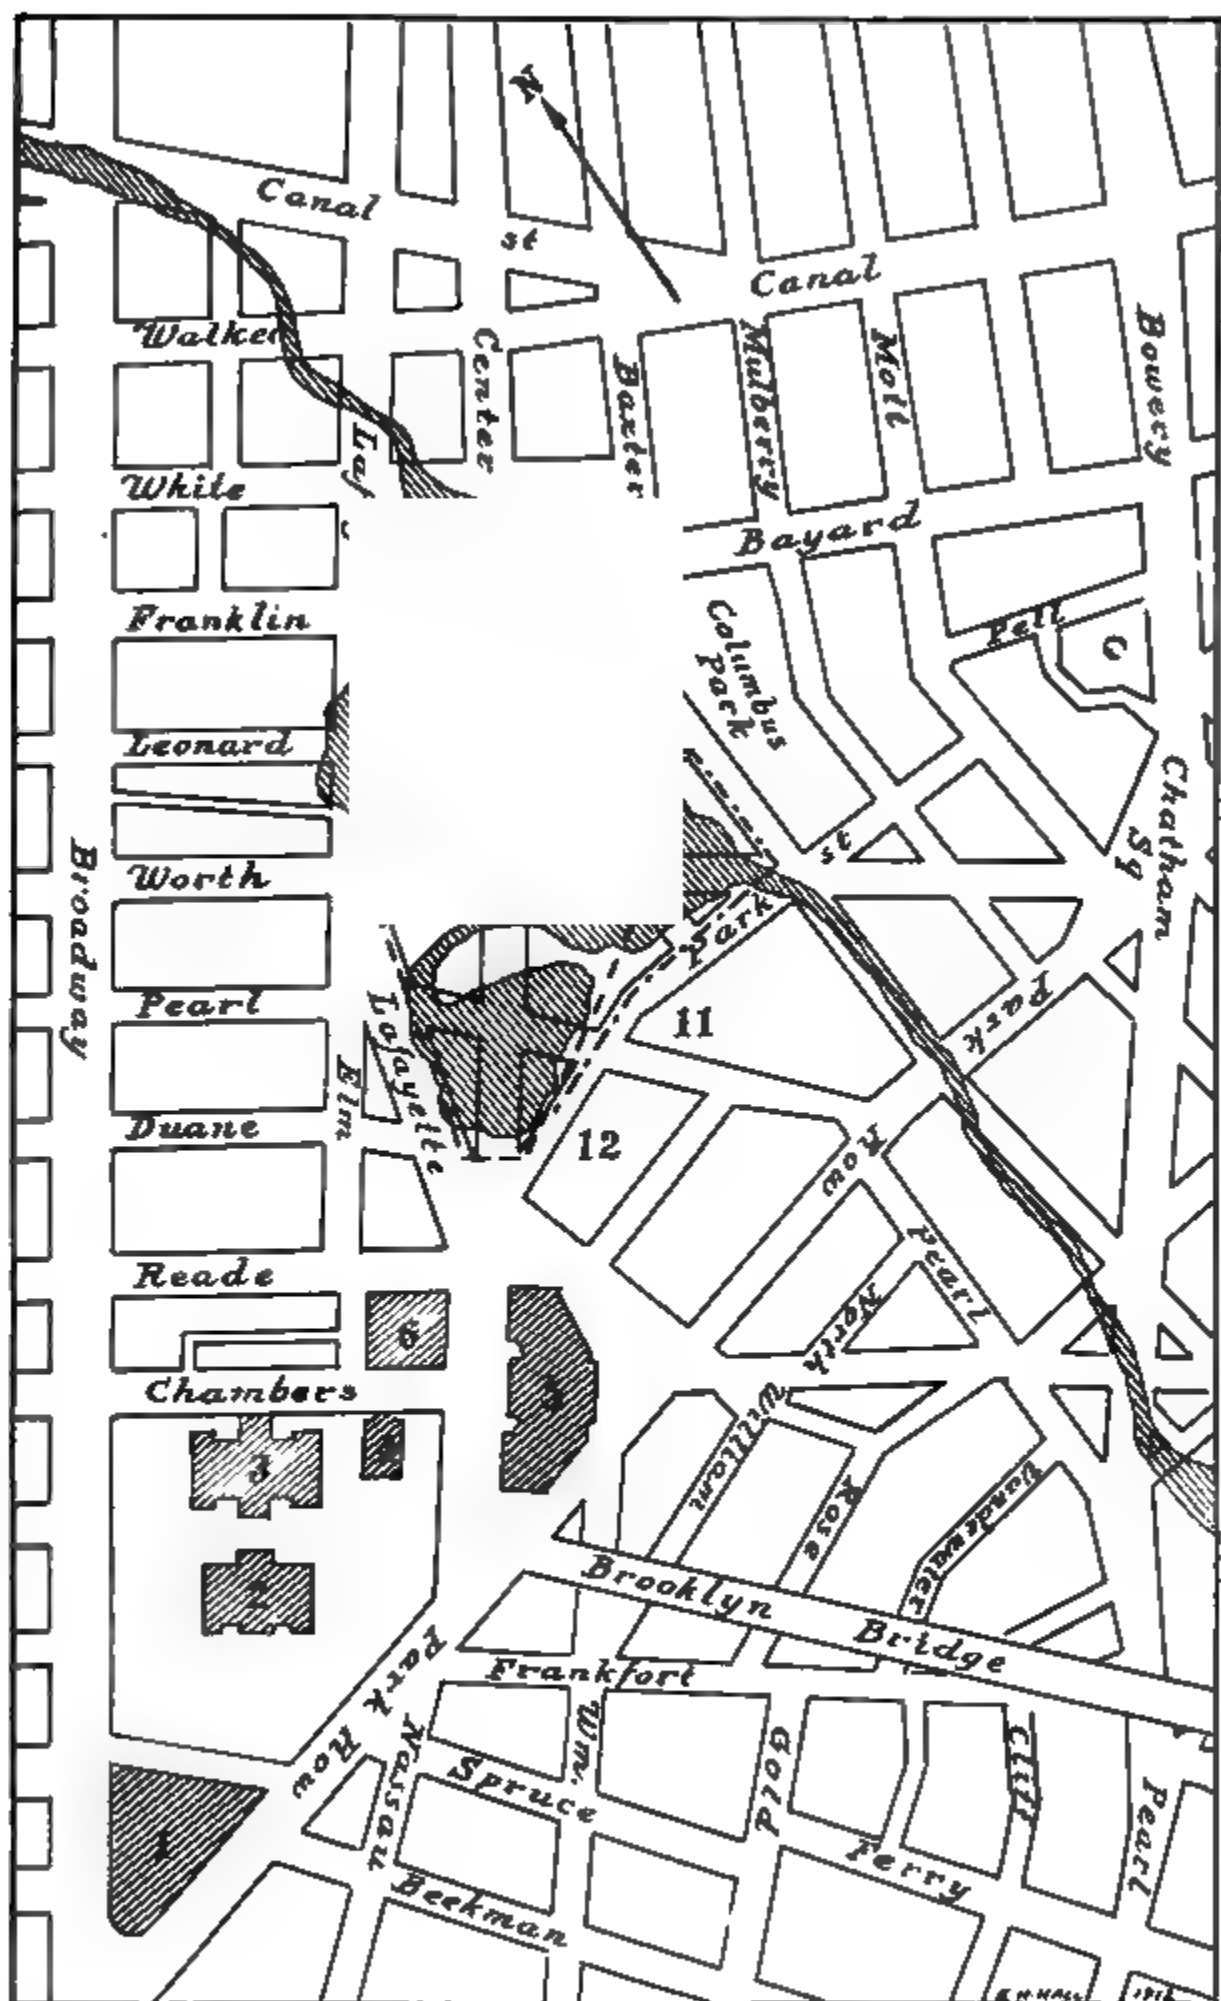 N
Canal
st
Canal
Walker
Center
Baxter
Mulberry
Mott
Bowery
Laf
White
Bayard
Franklin
Columbus
park
Pell
G
Leonard
st
Chatham
Sq
Worth
Broadway
Park
Pearl
Lafayette
11
Park
Elm
Duane
12
Row
Pearl
Reade
North
6
5
Chambers
William
3
Rose
Vandewater
2
Brooklyn
Bridge
Park
Row
Frankfort
Wm.
Nassau
Spruce
Gold
Cliff
Pearl
1
Ferry
Beekman
E.H.HALL